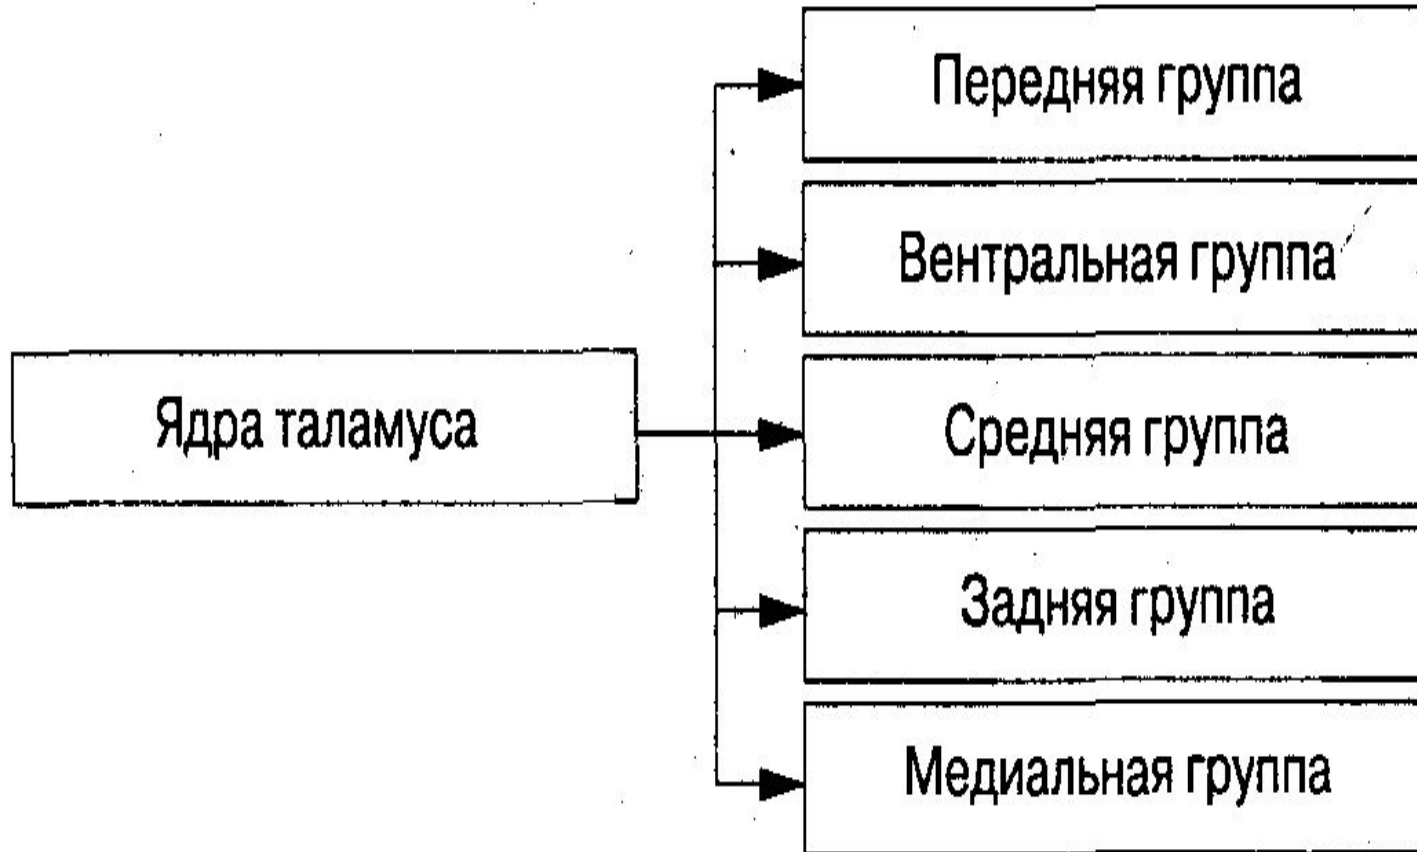 Передняя группа
Вентральная группа
Ядра таламуса
Средняя группа
Задняя группа
Медиальная группа